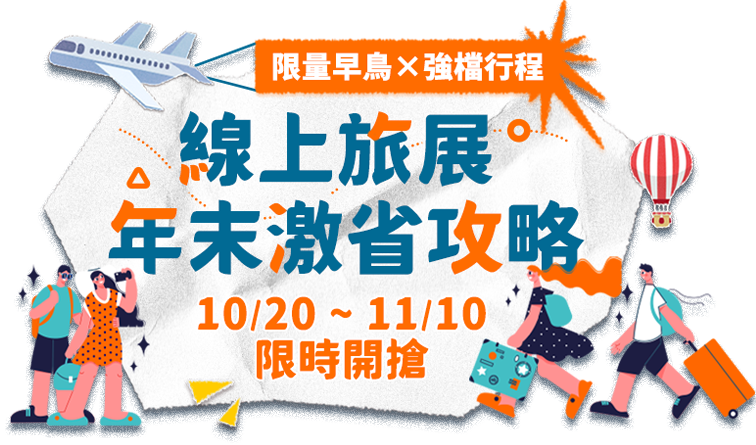 限量早鳥×強檔行程
線上旅展
年末激省攻略
10/20 ~ 11/10
限時開搶